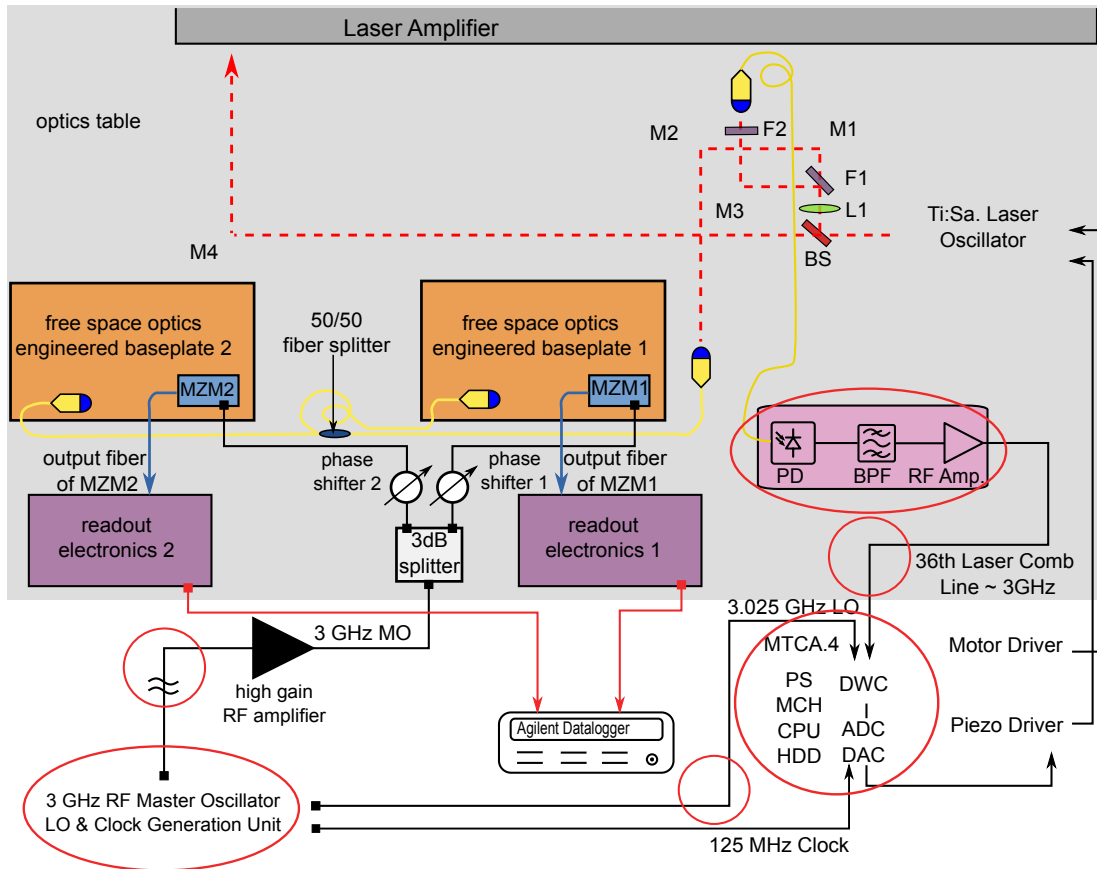 Laser Amplifier
optics table
M2
F2
M1
F1
M3
L1
Ti:Sa. Laser
Oscillator
M4
BS
free space optics
engineered baseplate 2
50/50
fiber splitter
free space optics
engineered baseplate 1
MZM2
MZM1
output fiber
of MZM2
phase
shifter 2
phase
shifter 1
output fiber
of MZM1
PD
BPF
RF Amp.
readout
electronics 2
3dB
splitter
readout
electronics 1
36th Laser Comb
Line ~ 3GHz
3 GHz MO
3.025 GHz LO
MTCA.4
high gain
RF amplifier
PS
MCH
CPU
HDD
DWC
ADC
DAC
Motor Driver
Piezo Driver
Agilent Datalogger
3 GHz RF Master Oscillator
LO & Clock Generation Unit
125 MHz Clock